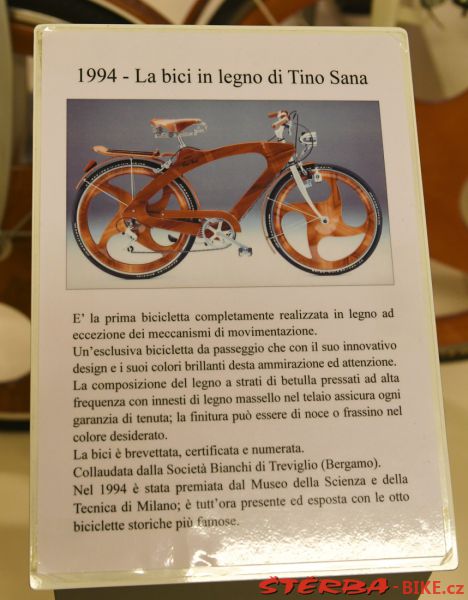 1994 - La bici in legno di Tino Sana
E' la prima bicicletta completamente realizzata in legno ad
eccezione dei meccanismi di movimentazione.
Un'esclusiva bicicletta da passeggio che con il suo innovativo
design e i suoi colori brillanti desta ammirazione ed attenzione.
La composizione del legno a strati di betulla pressati ad alta
frequenza con innesti di legno massello nel telaio assicura ogni
garanzia di tenuta; la finitura può essere di noce o frassino nel
colore desiderato.
La bici è brevettata, certificata e numerata.
Collaudata dalla Società Bianchi di Treviglio (Bergamo).
Nel 1994 è stata premiata dal Museo della Scienza e della
Tecnica di Milano; è tutt'ora presente ed esposta con le otto
biciclette storiche più famose.
ŠTĚRBA-BIKE.cz